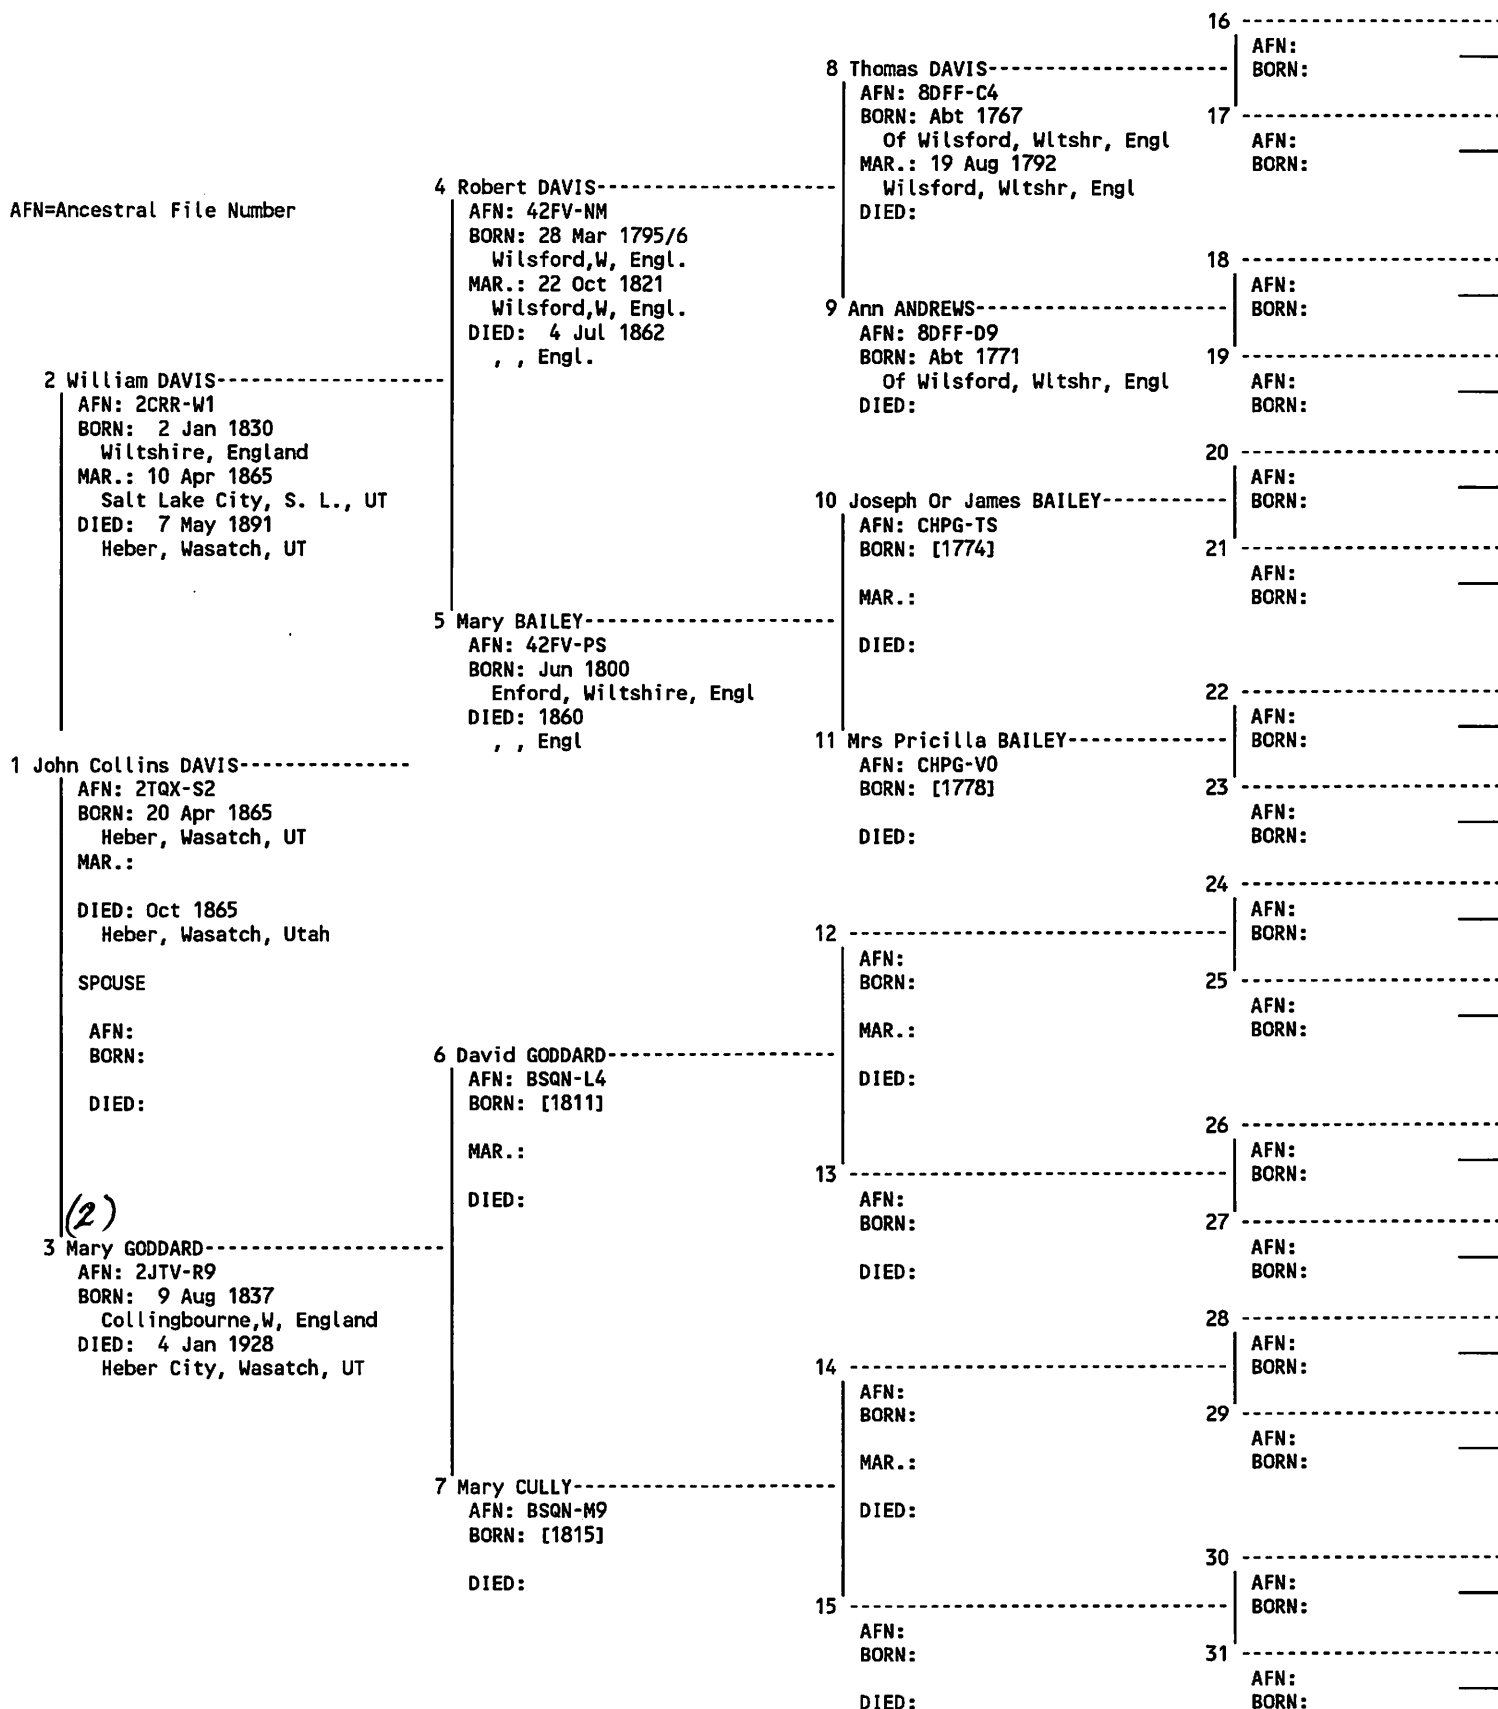 AFN=Ancestral File Number
1 John Collins DAVIS---------------
AFN: 2TQX-S2
BORN: 20 Apr 1865
Heber, Wasatch, UT
MAR.:
DIED: Oct 1865
Heber, Wasatch, Utah
SPOUSE
AFN:
BORN:
DIED:
2 William DAVIS--------------------
AFN: 2CRR-W1
BORN:  2 Jan 1830
Wiltshire, England
MAR.: 10 Apr 1865
Salt Lake City, S. L., UT
DIED:  7 May 1891
Heber, Wasatch, UT
(2)
3 Mary GODDARD---------------------
AFN: 2JTV-R9
BORN:  9 Aug 1837
Collingbourne,W, England
DIED:  4 Jan 1928
Heber City, Wasatch, UT
4 Robert DAVIS---------------------
AFN: 42FV-NM
BORN: 28 Mar 1795/6
Wilsford,W, Engl.
MAR.: 22 Oct 1821
Wilsford,W, Engl.
DIED:  4 Jul 1862
, , Engl.
5 Mary BAILEY----------------------
AFN: 42FV-PS
BORN: Jun 1800
Enford, Wiltshire, Engl
DIED: 1860
, , Engl
6 David GODDARD--------------------
AFN: BSQN-L4
BORN: [1811]
MAR.:
DIED:
7 Mary CULLY-----------------------
AFN: BSQN-M9
BORN: [1815]
DIED:
8 Thomas DAVIS---------------------
AFN: 8DFF-C4
BORN: Abt 1767
Of Wilsford, Wltshr, Engl
MAR.: 19 Aug 1792
Wilsford, Wltshr, Engl
DIED:
9 Ann ANDREWS----------------------
AFN: 8DFF-D9
BORN: Abt 1771
Of Wilsford, Wltshr, Engl
DIED:
10 Joseph Or James BAILEY-----------
AFN: CHPG-TS
BORN: [1774]
MAR.:
DIED:
11 Mrs Pricilla BAILEY--------------
AFN: CHPG-V0
BORN: [1778]
DIED:
12 ---------------------------------
AFN:
BORN:
MAR.:
DIED:
13 ---------------------------------
AFN:
BORN:
DIED:
14 ---------------------------------
AFN:
BORN:
MAR.:
DIED:
15 ---------------------------------
AFN:
BORN:
DIED:
16 -----------------------
AFN:
BORN:
17 -----------------------
AFN:
BORN:
18 -----------------------
AFN:
BORN:
19 -----------------------
AFN:
BORN:
20 -----------------------
AFN:
BORN:
21 -----------------------
AFN:
BORN:
22 -----------------------
AFN:
BORN:
23 -----------------------
AFN:
BORN:
24 -----------------------
AFN:
BORN:
25 -----------------------
AFN:
BORN:
26 -----------------------
AFN:
BORN:
27 -----------------------
AFN:
BORN:
28 -----------------------
AFN:
BORN:
29 -----------------------
AFN:
BORN:
30 -----------------------
AFN:
BORN:
31 -----------------------
AFN:
BORN: